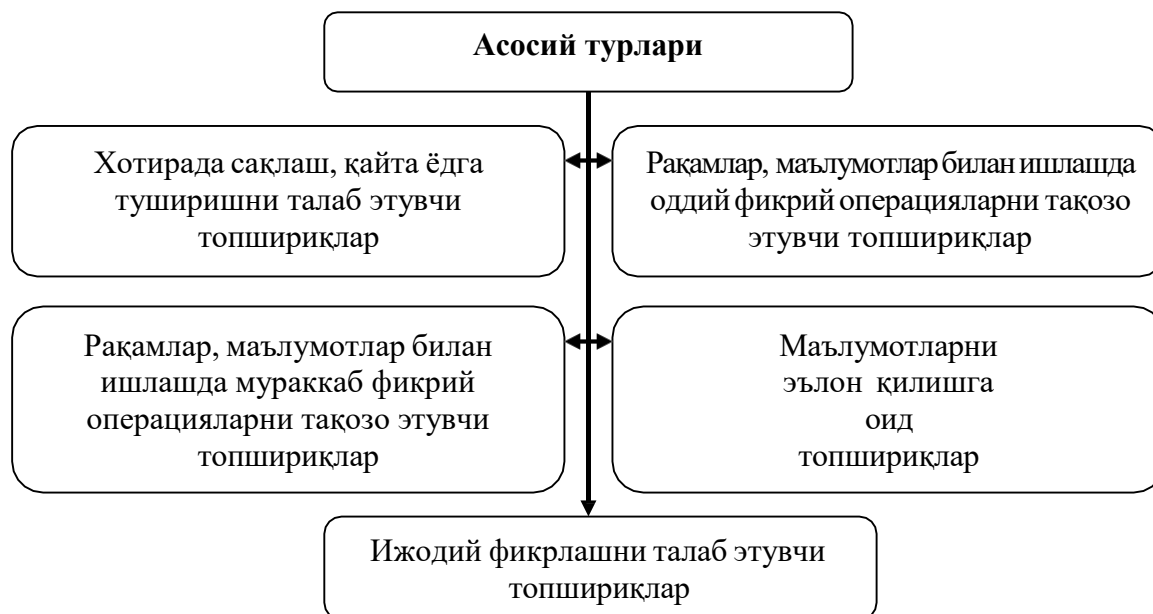 Асосий турлари
Хотирада сақлаш, қайта ёдга
туширишни талаб этувчи
топшириқлар
Рақамлар, маълумотлар билан ишлашда
оддий фикрий операцияларни тақозо
этувчи топшириқлар
Рақамлар, маълумотлар билан
ишлашда мураккаб фикрий
операцияларни тақозо этувчи
топшириқлар
Маълумотларни
эълон қилишга
оид
топшириқлар
Ижодий фикрлашни талаб этувчи
топшириқлар